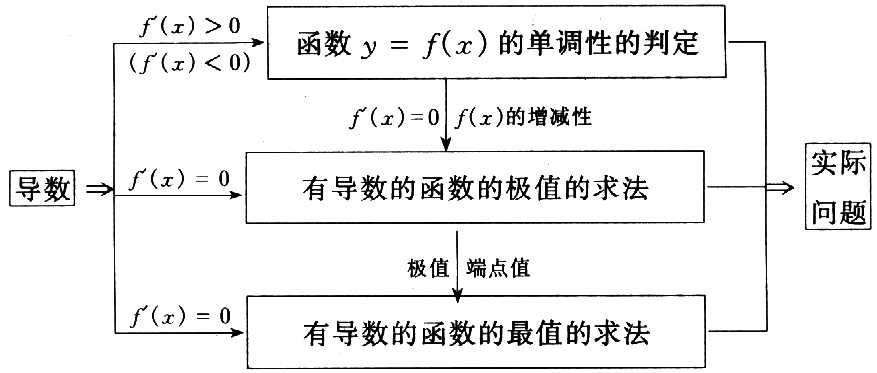 f′(x)>0
(f′(x)<0)
函数 y = f(x) 的单调性的判定
f′(x)=0 f(x)的增减性
导数
f′(x) = 0
有导数的函数的极值的求法
实际
问题
极值 端点值
f′(x) = 0
有导数的函数的最值的求法